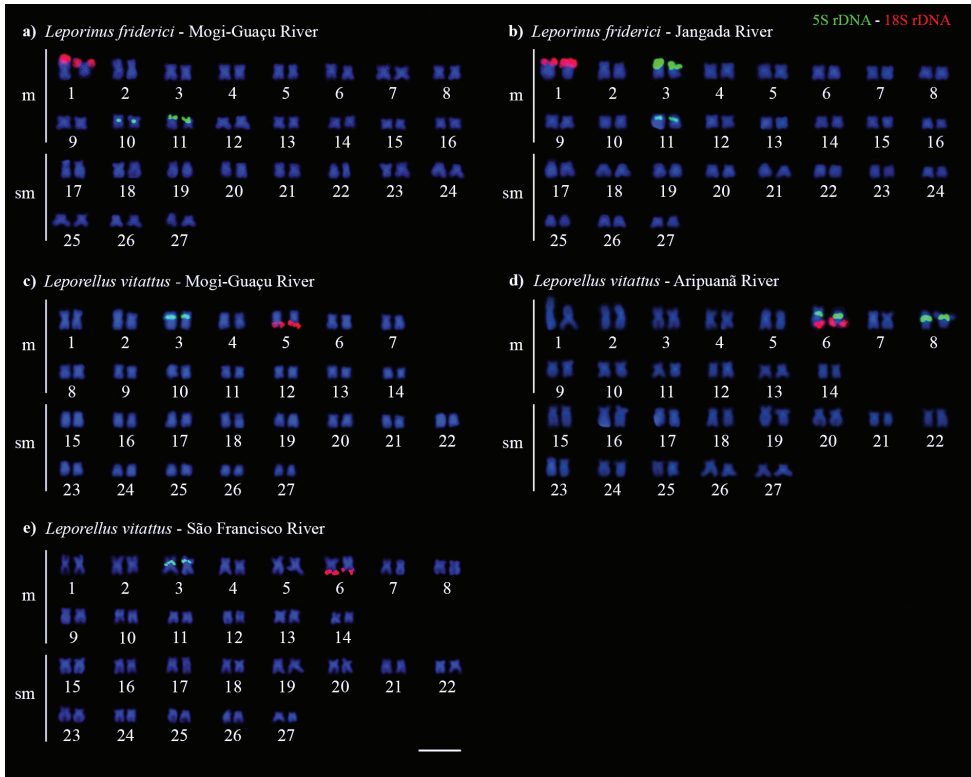 5S rDNA - 18S rDNA
a) Leporinus friderici - Mogi-Guaçu River
m
1 2 3 4 5 6 7 8
9 10 11 12 13 14 15 16
sm
17 18 19 20 21 22 23 24
25 26 27
b) Leporinus friderici - Jangada River
m
1 2 3 4 5 6 7 8
9 10 11 12 13 14 15 16
sm
17 18 19 20 21 22 23 24
25 26 27
c) Leporellus vitattus - Mogi-Guaçu River
m
1 2 3 4 5 6 7
8 9 10 11 12 13 14
sm
15 16 17 18 19 20 21 22
23 24 25 26 27
d) Leporellus vitattus - Aripuanã River
m
1 2 3 4 5 6 7 8
9 10 11 12 13 14
sm
15 16 17 18 19 20 21 22
23 24 25 26 27
e) Leporellus vitattus - São Francisco River
m
1 2 3 4 5 6 7 8
9 10 11 12 13 14
sm
15 16 17 18 19 20 21 22
23 24 25 26 27